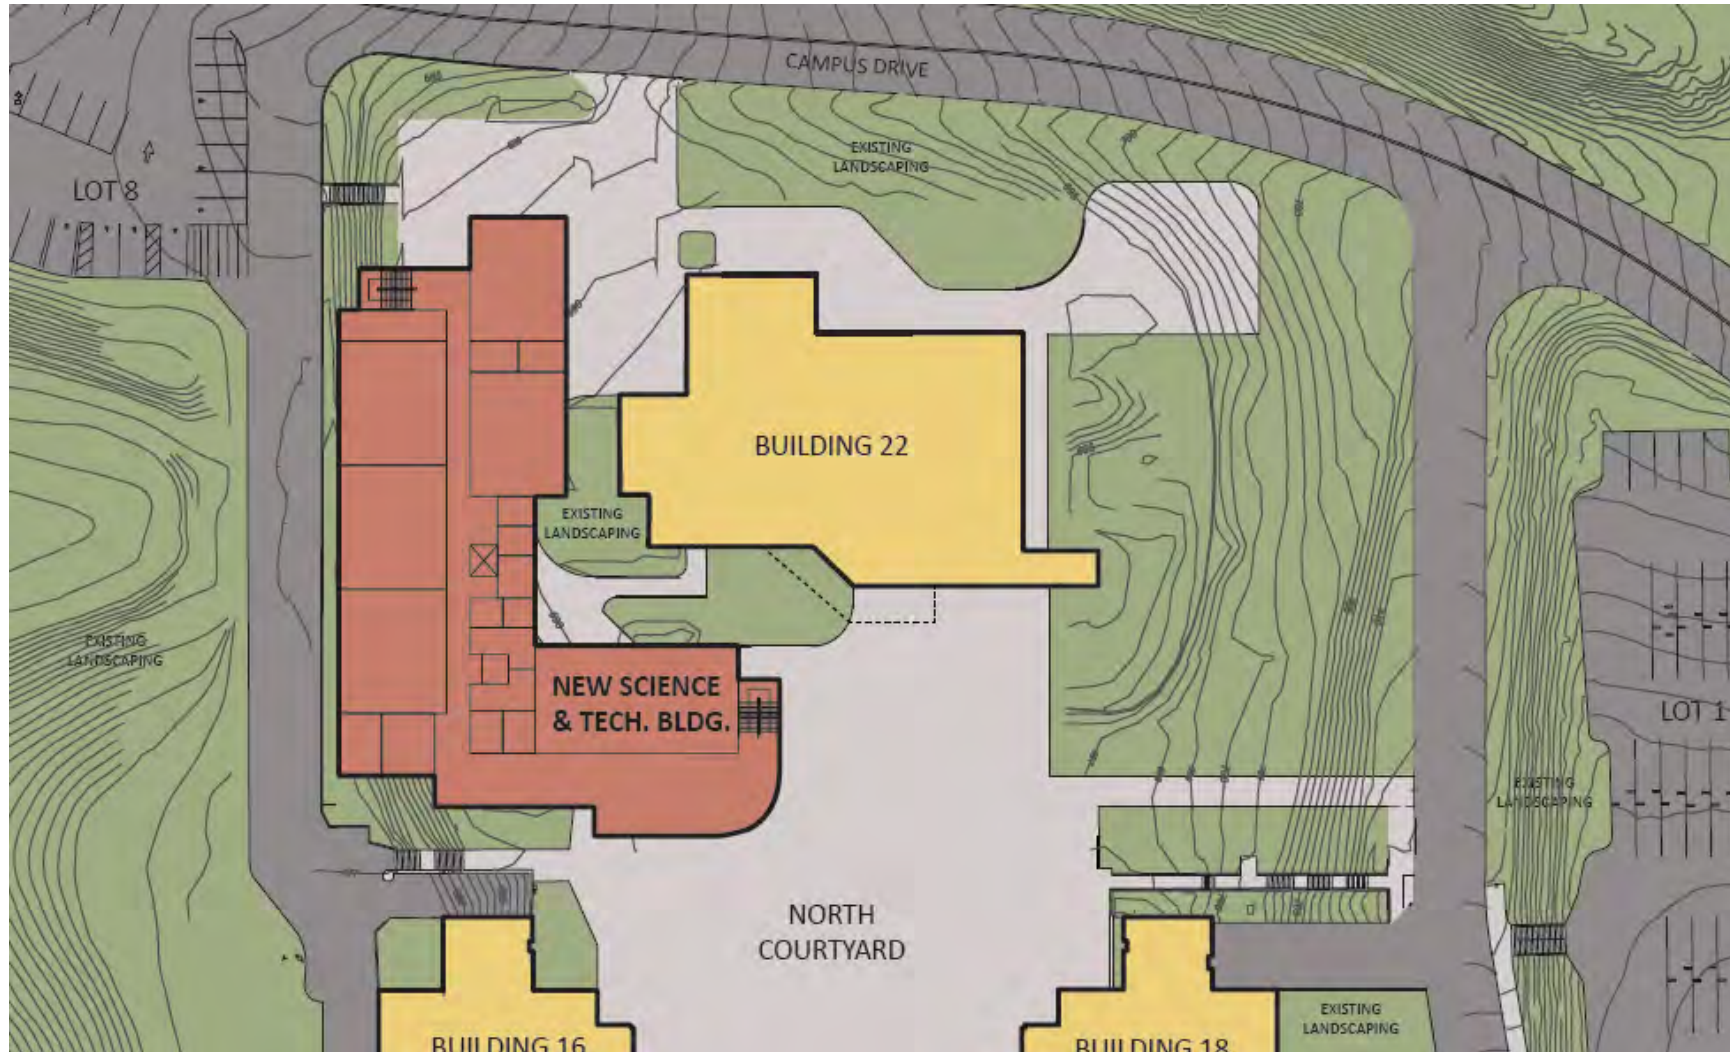 CAMPUS DRIVE
EXISTING
LANDSCAPING
LOT 8
BUILDING 22
EXISTING
LANDSCAPING
EXISTING
LANDSCAPING
NEW SCIENCE
& TECH. BLDG.
LOT 1
EXISTING
LANDSCAPING
NORTH
COURTYARD
EXISTING
LANDSCAPING
BUILDING 16
BUILDING 18